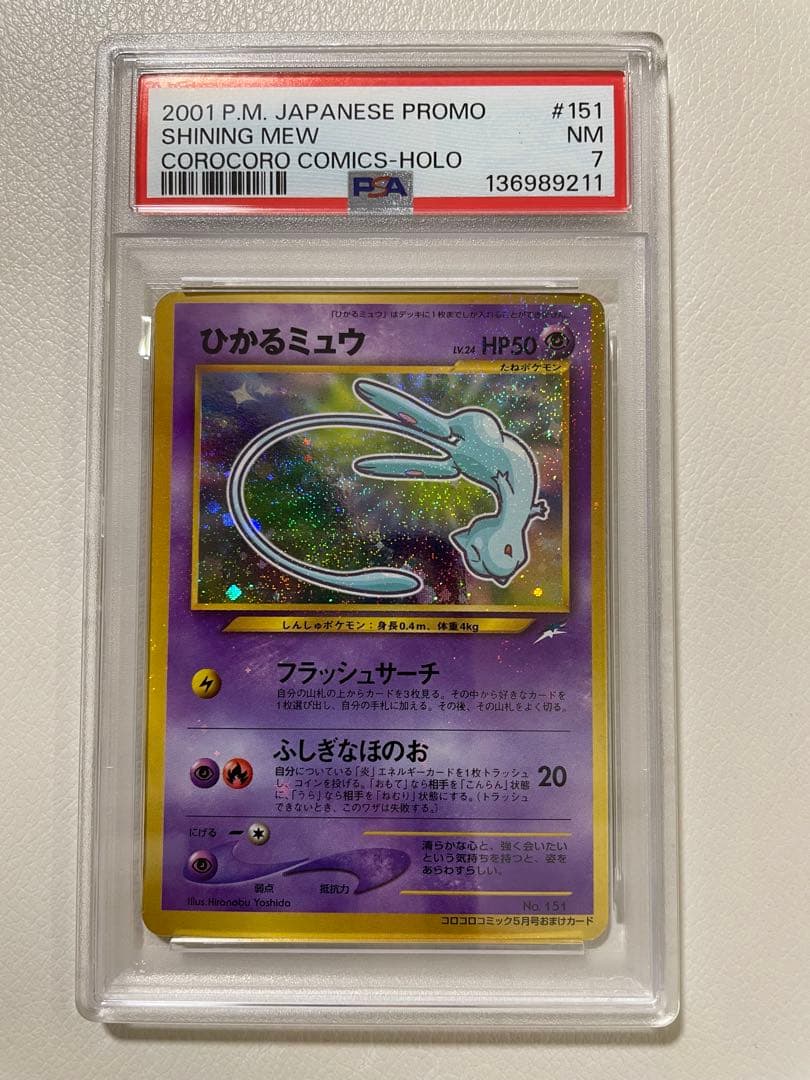 2001 P.M. JAPANESE PROMO #151
SHINING MEW NM
COROCORO COMICS-HOLO 7
PSA 136989211
「ひかるミュウ」はデッキに1枚までしか入れることができません。
ひかるミュウ LV.24 HP50
たねポケモン
しんしゅポケモン：身長0.4m、体重4kg
フラッシュサーチ
自分の山札の上からカードを3枚見る。その中から好きなカードを
1枚選び出し、自分の手札に加える。その後、その山札をよく切る。
ふしぎなほのお
自分についている「炎」エネルギーカードを1枚トラッシュ
し、コインを投げる。「おもて」なら相手を「こんらん」状態
に、「うら」なら相手を「ねむり」状態にする。（トラッシュ
できないとき、このワザは失敗する。）
20
にげる
弱点 抵抗力
清らかな心と、強く会いたい
という気持ちを持つと、姿を
あらわすらしい。
Illus.Hironobu Yoshida
No.151
コロコロコミック5月号おまけカード